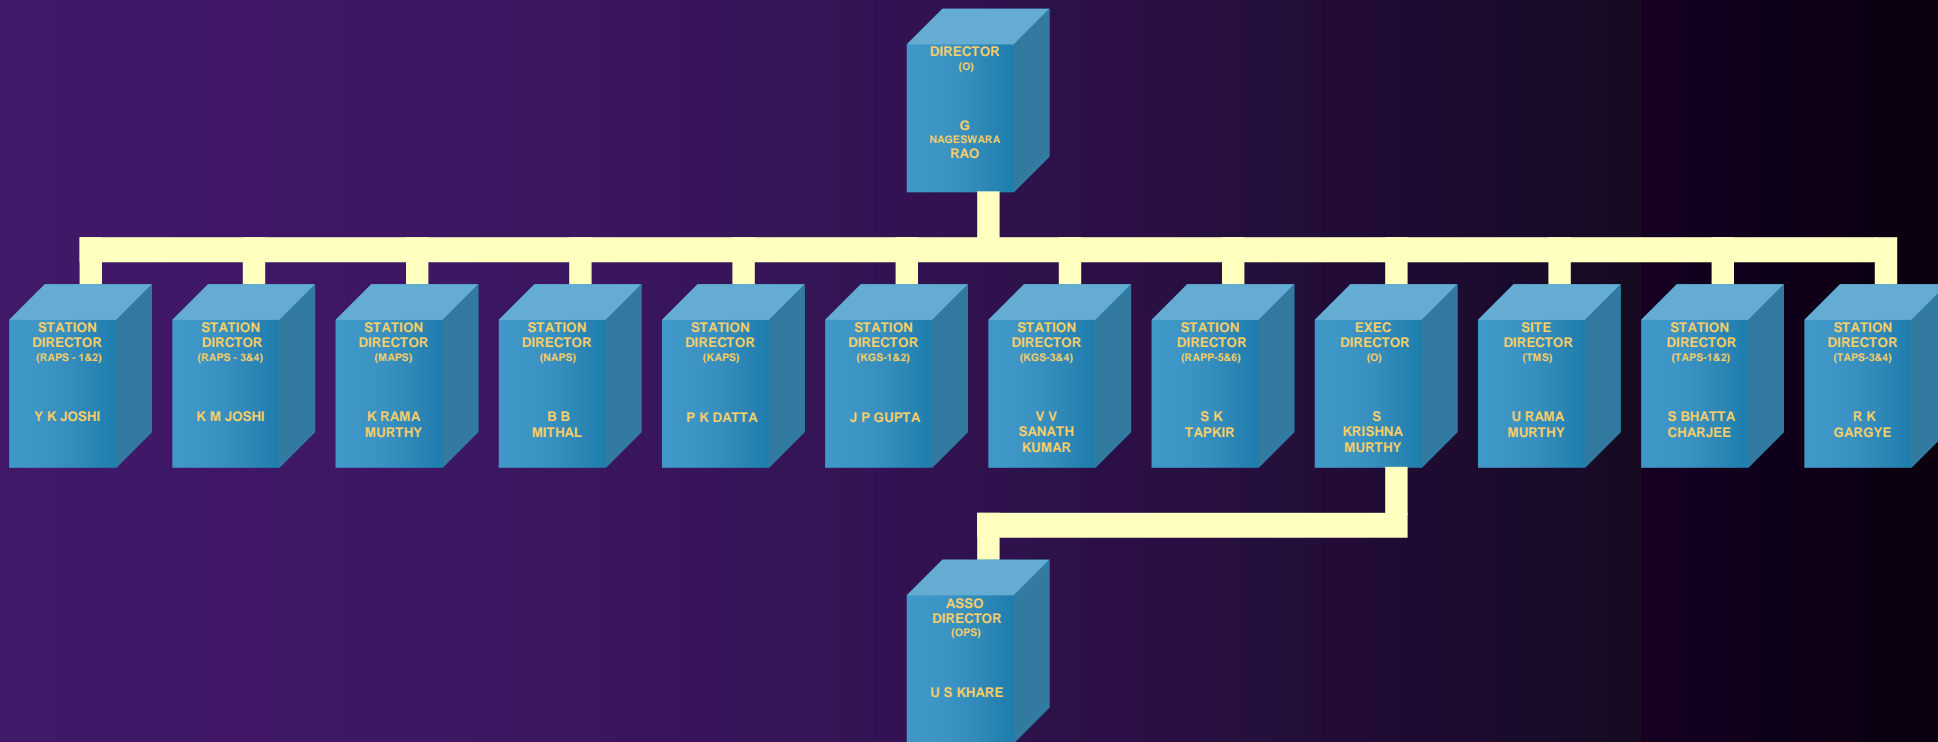 DIRECTOR
(O)
G
NAGESWARA
RAO
STATION
DIRECTOR
(RAPS - 1&2)
Y K JOSHI
STATION
DIRCTOR
(RAPS - 3&4)
K M JOSHI
STATION
DIRECTOR
(MAPS)
K RAMA
MURTHY
STATION
DIRECTOR
(NAPS)
B B
MITHAL
STATION
DIRECTOR
(KAPS)
P K DATTA
STATION
DIRECTOR
(KGS-1&2)
J P GUPTA
STATION
DIRECTOR
(KGS-3&4)
V V
SANATH
KUMAR
STATION
DIRECTOR
(RAPP-5&6)
S K
TAPKIR
EXEC
DIRECTOR
(O)
S
KRISHNA
MURTHY
SITE
DIRECTOR
(TMS)
U RAMA
MURTHY
STATION
DIRECTOR
(TAPS-1&2)
S BHATTA
CHARJEE
STATION
DIRECTOR
(TAPS-3&4)
R K
GARGYE
ASSO
DIRECTOR
(OPS)
U S KHARE